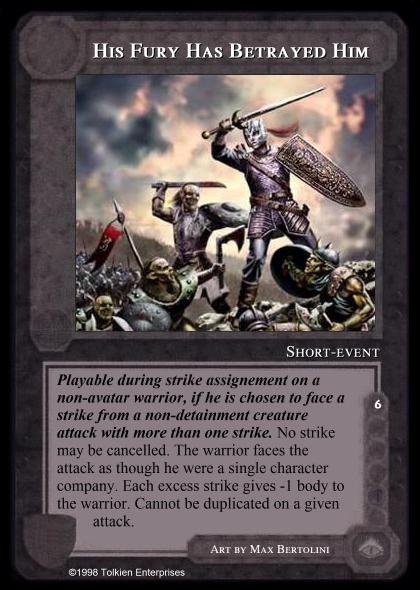 His Fury Has Betrayed Him
Short-event
Playable during strike assignement on a
non-avatar warrior, if he is chosen to face a
strike from a non-detainment creature
attack with more than one strike. No strike
may be cancelled. The warrior faces the
attack as though he were a single character
company. Each excess strike gives -1 body to
the warrior. Cannot be duplicated on a given
attack.
6
Art by Max Bertolini
©1998 Tolkien Enterprises